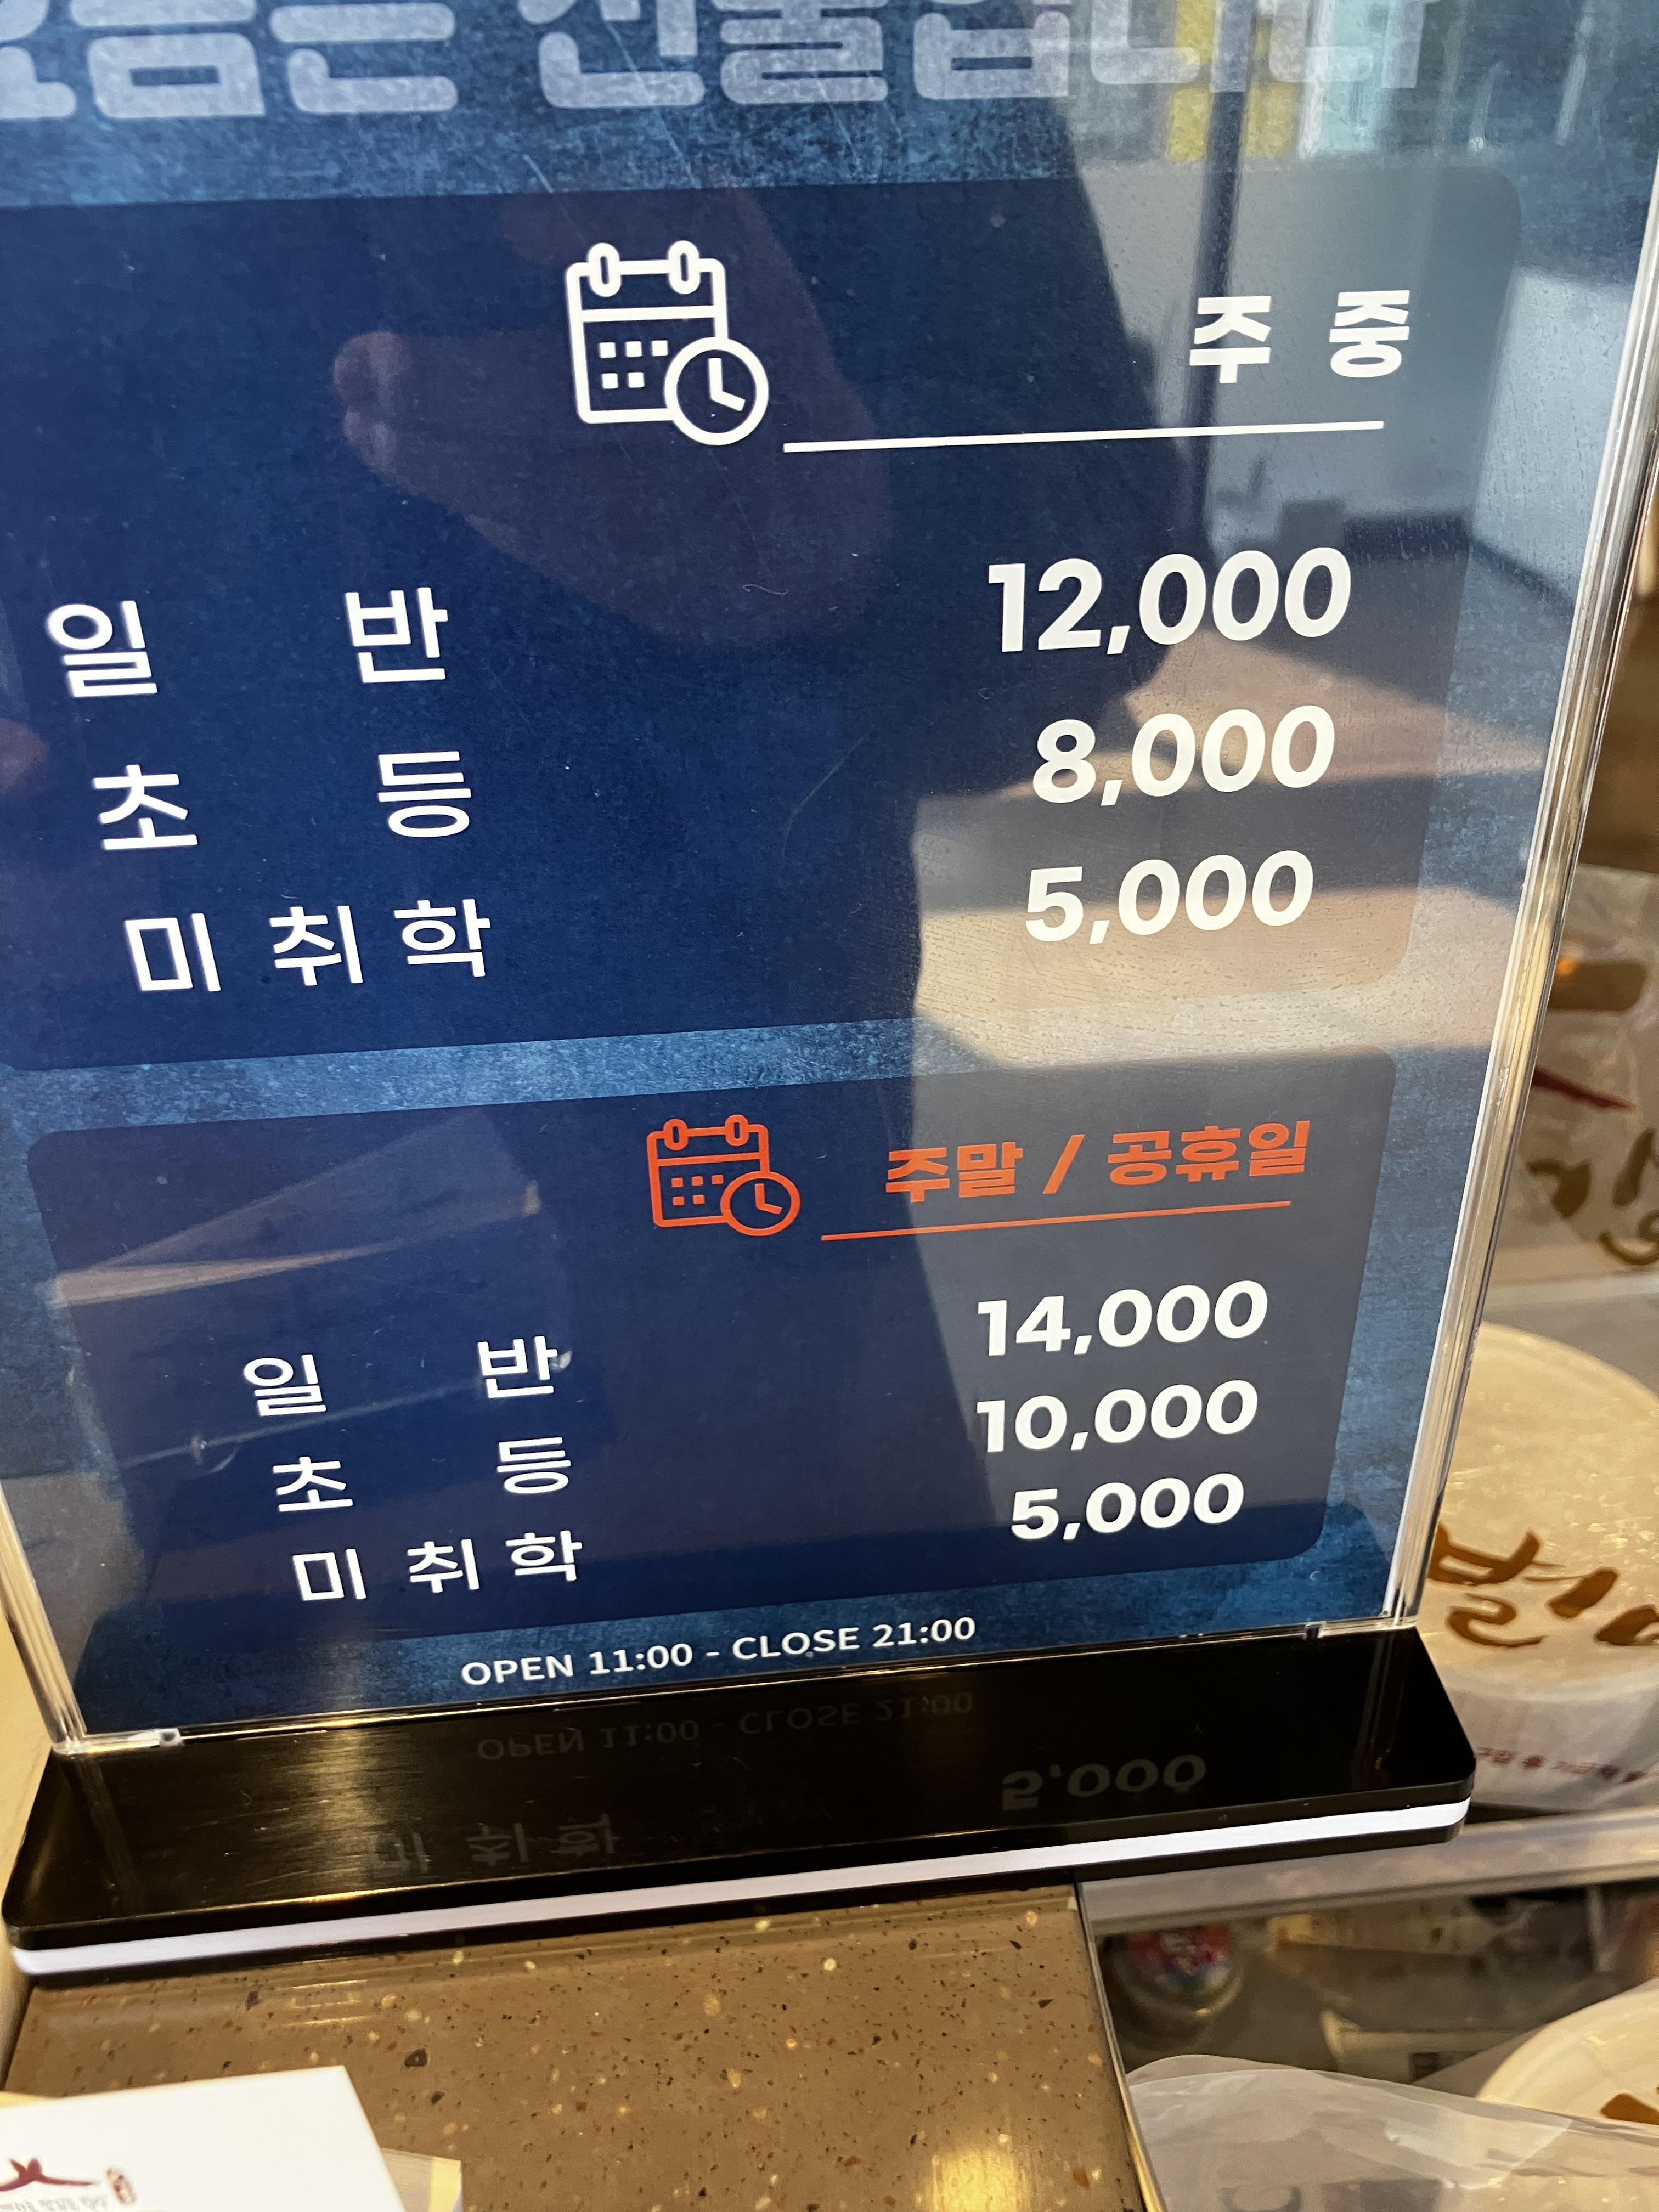 주중
일반 12,000
초등 8,000
미취학 5,000
주말 / 공휴일
일반 14,000
초등 10,000
미취학 5,000
OPEN 11:00 - CLOSE 21:00